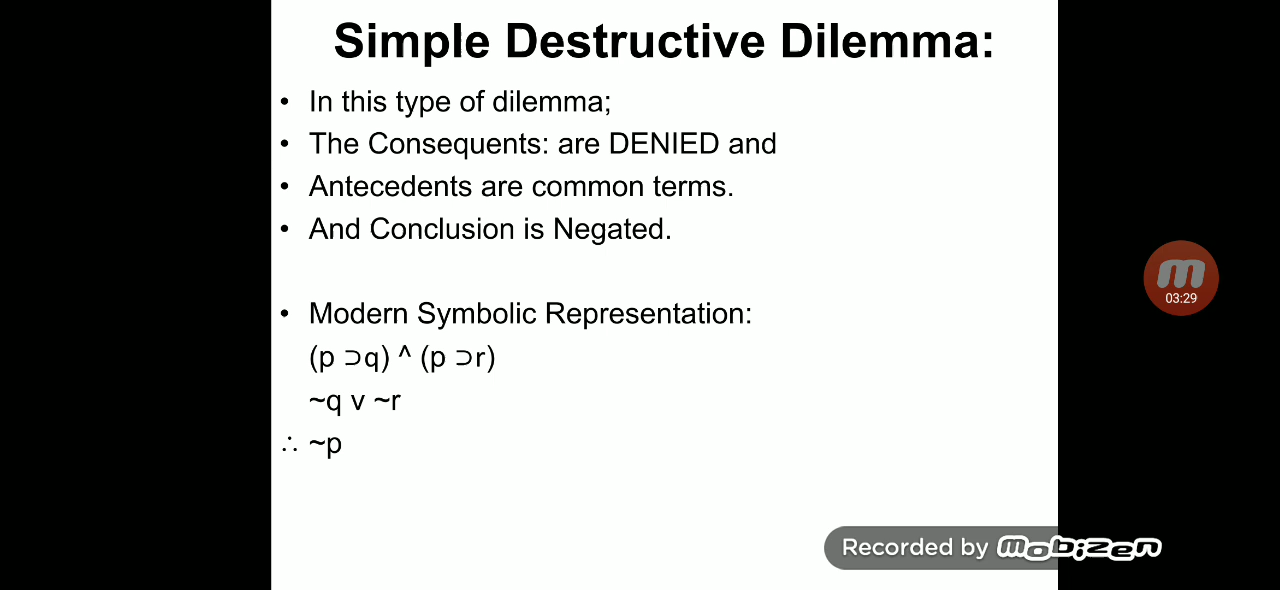 Simple Destructive Dilemma:
• In this type of dilemma;
• The Consequents: are DENIED and
• Antecedents are common terms.
• And Conclusion is Negated.
• Modern Symbolic Representation:
(p ⊃q) ^ (p ⊃r)
~q v ~r
∴ ~p
m
03:29
Recorded by mobizen